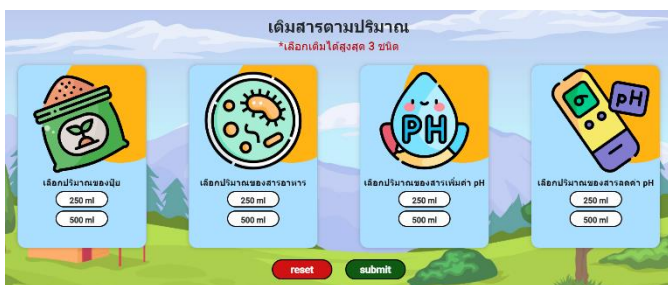 เติมสารตามปริมาณ
*เลือกเติมได้สูงสุด 3 ชนิด
PH
6
pH
เลือกปริมาณของปุ๋ย
250 ml
500 ml
เลือกปริมาณของสารอาหาร
250 ml
500 ml
เลือกปริมาณของสารเพิ่มค่า pH
250 ml
500 ml
เลือกปริมาณของสารลดค่า pH
250 ml
500 ml
reset
submit